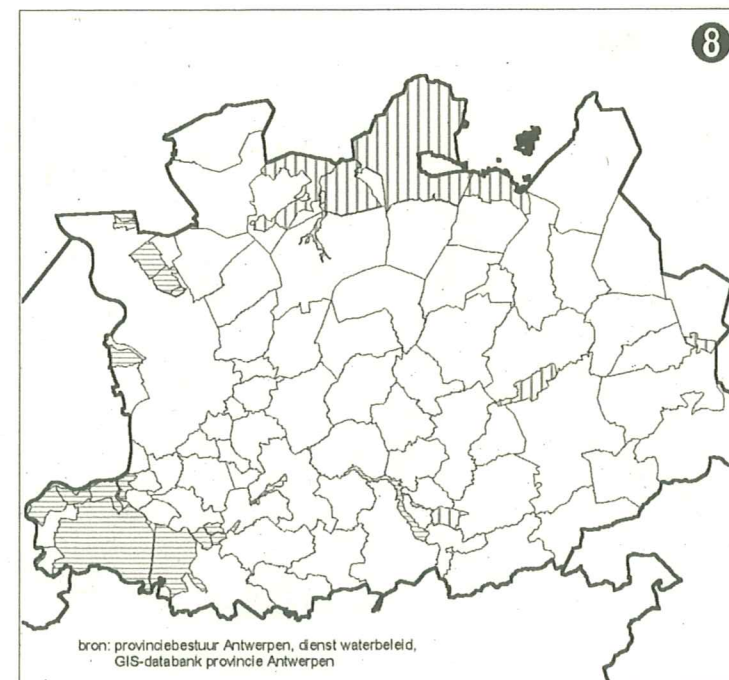 8
bron: provinciebestuur Antwerpen, dienst waterbeleid,
GIS-databank provincie Antwerpen